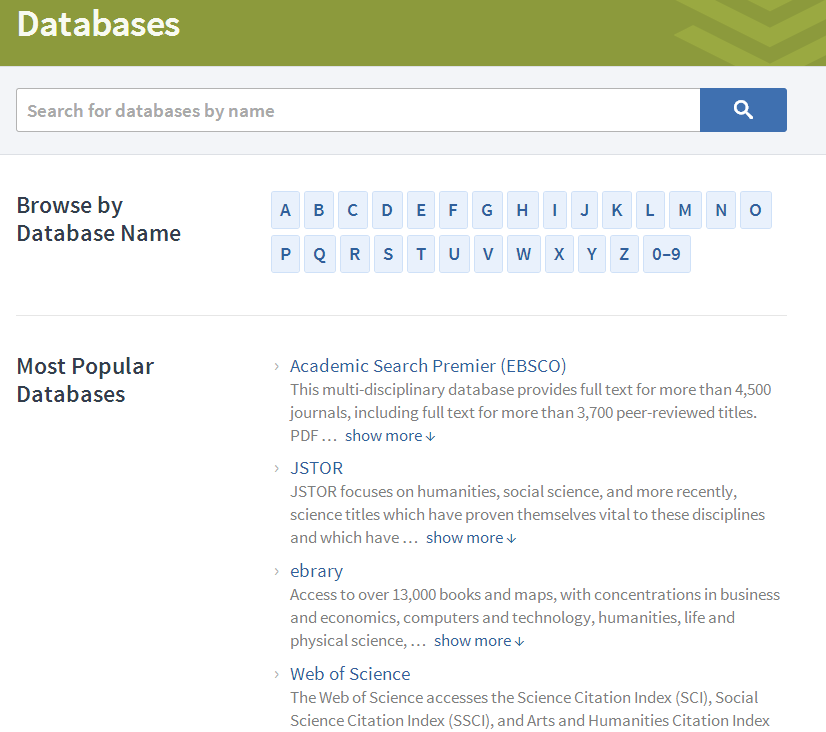 Databases
Search for databases by name
Browse by
Database Name
A B C D E F G H I J K L M N O
P Q R S T U V W X Y Z 0–9
Most Popular
Databases
Academic Search Premier (EBSCO)
This multi-disciplinary database provides full text for more than 4,500
journals, including full text for more than 3,700 peer-reviewed titles.
PDF … show more ↓
JSTOR
JSTOR focuses on humanities, social science, and more recently,
science titles which have proven themselves vital to these disciplines
and which have … show more ↓
ebrary
Access to over 13,000 books and maps, with concentrations in business
and economics, computers and technology, humanities, life and
physical science, … show more ↓
Web of Science
The Web of Science accesses the Science Citation Index (SCI), Social
Science Citation Index (SSCI), and Arts and Humanities Citation Index